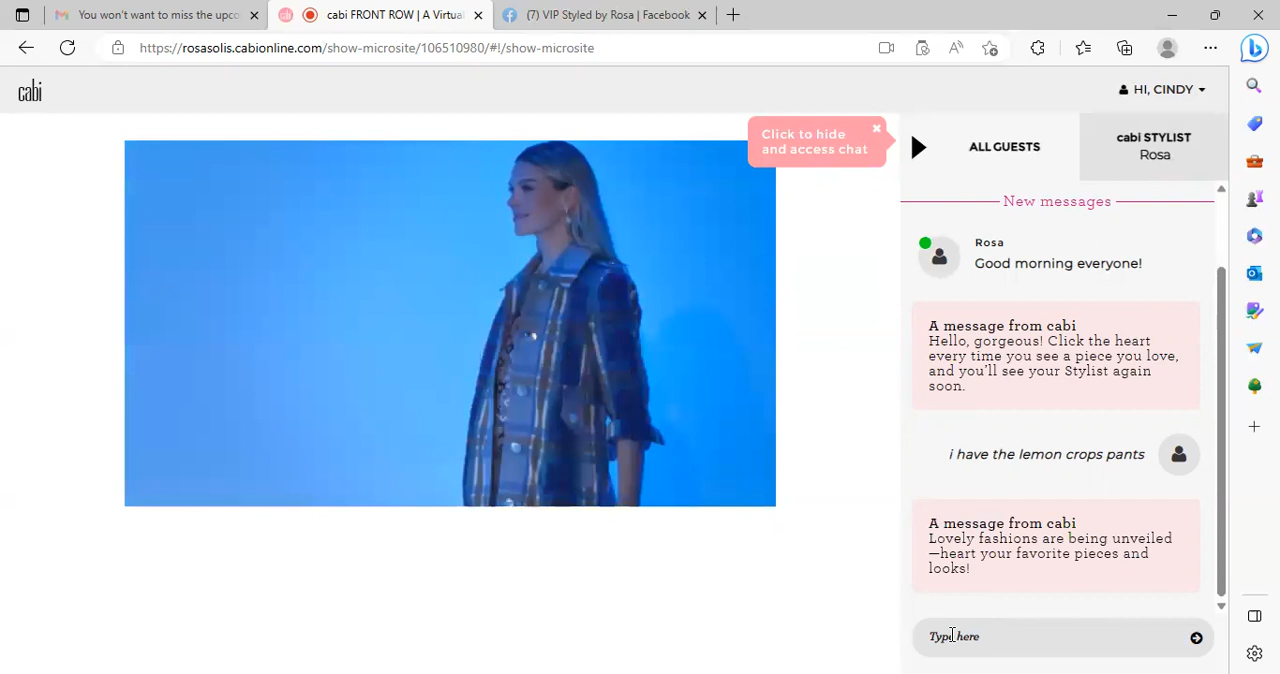 You won't want to miss the upco
cabi FRONT ROW | A Virtual
(7) VIP Styled by Rosa | Facebook
https://rosasolis.cabionline.com/show-microsite/106510980/#!/show-microsite
cabi
HI, CINDY
Click to hide
and access chat
ALL GUESTS
cabi STYLIST
Rosa
New messages
Rosa
Good morning everyone!
A message from cabi
Hello, gorgeous! Click the heart
every time you see a piece you love,
and you'll see your Stylist again
soon.
i have the lemon crops pants
A message from cabi
Lovely fashions are being unveiled
—heart your favorite pieces and
looks!
Type here